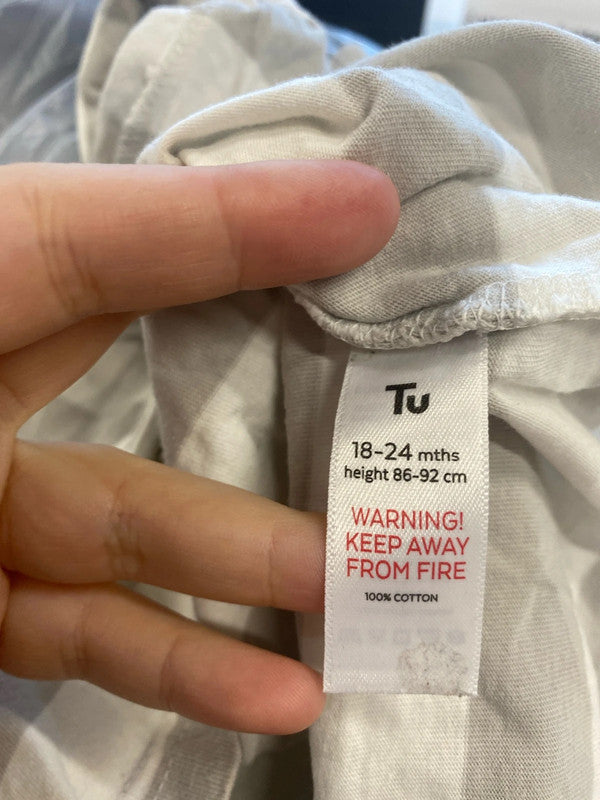 Tu
18-24 mths
height 86-92 cm
WARNING!
KEEP AWAY
FROM FIRE
100% COTTON